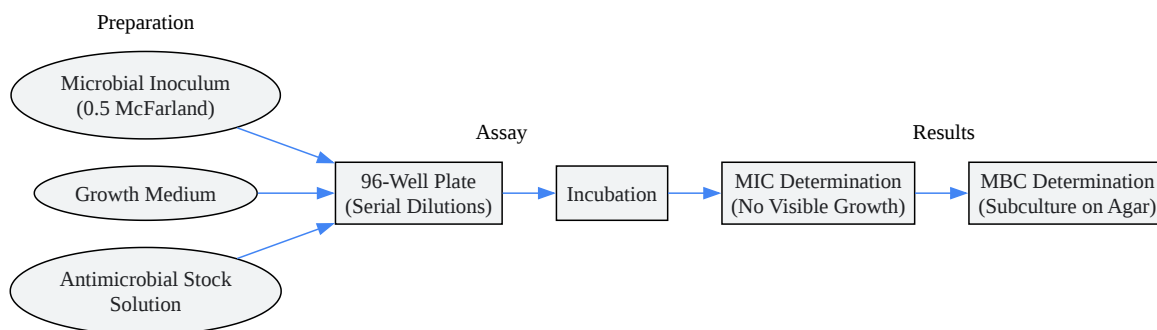 Preparation
Microbial Inoculum
(0.5 McFarland)
Growth Medium
Antimicrobial Stock
Solution
Assay
96-Well Plate
(Serial Dilutions)
Incubation
Results
MIC Determination
(No Visible Growth)
MBC Determination
(Subculture on Agar)